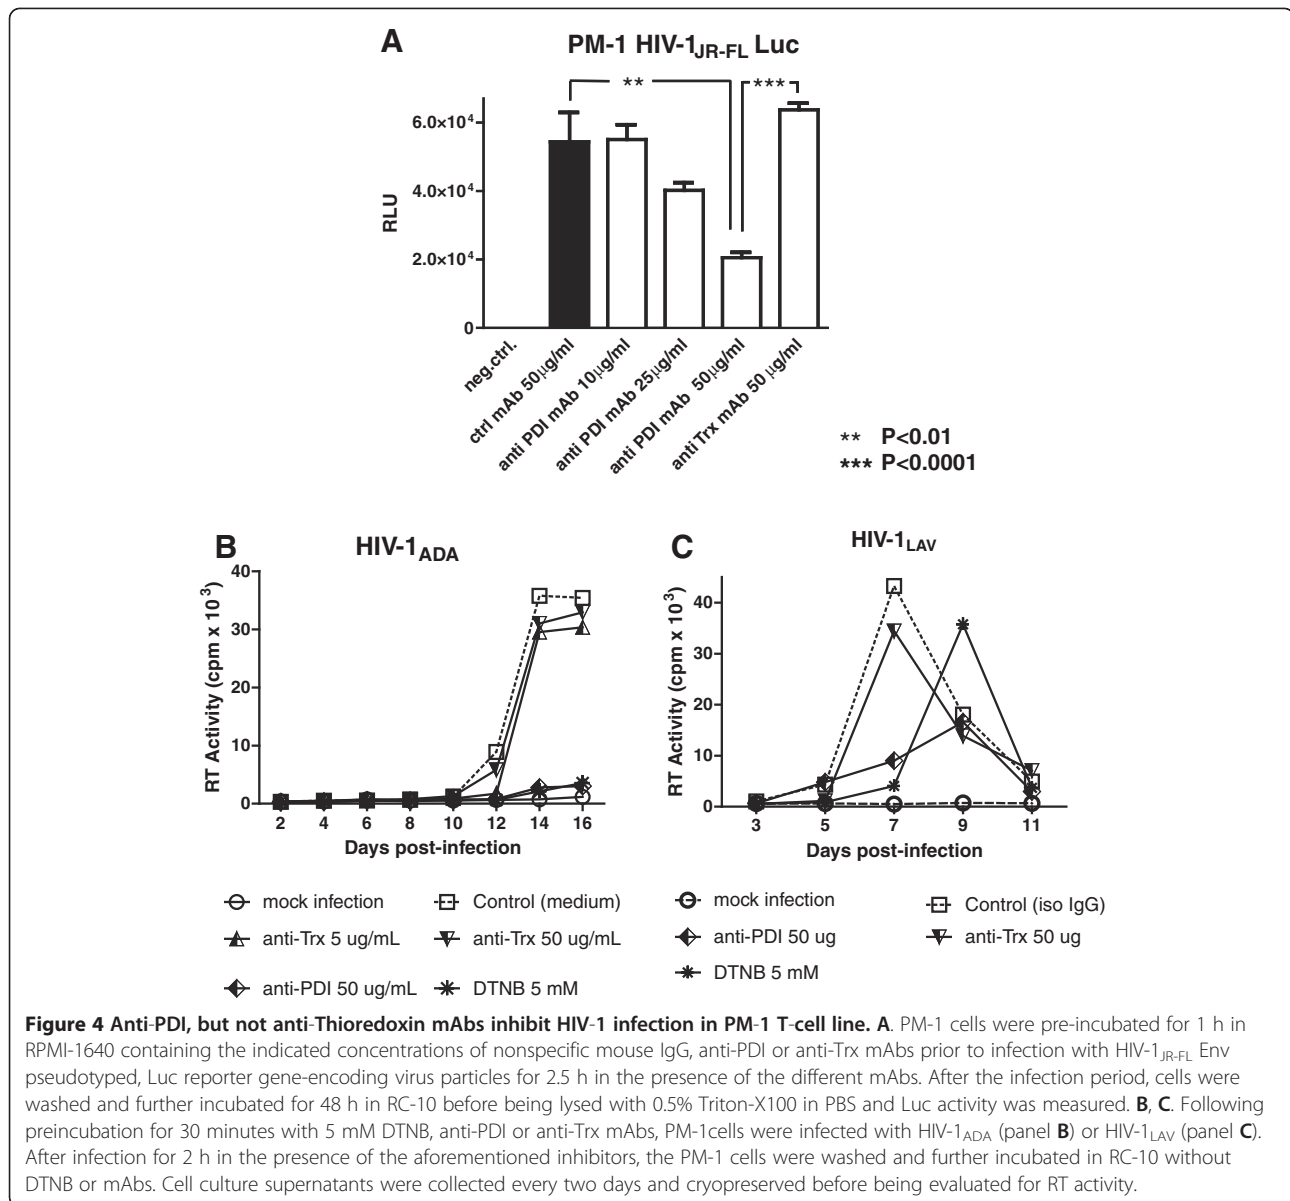 A
PM-1 HIV-1JR-FL Luc
**
***
6.0×10⁴
4.0×10⁴
2.0×10⁴
0
RLU
neg.ctrl.
ctrl mAb 50µg/ml
anti PDI mAb 10µg/ml
anti PDI mAb 25µg/ml
anti PDI mAb 50µg/ml
anti Trx mAb 50 µg/ml
** P<0.01
*** P<0.0001
B
HIV-1ADA
40
30
20
10
0
RT Activity (cpm x 10³)
2 4 6 8 10 12 14 16
Days post-infection
mock infection
Control (medium)
anti-Trx 5 ug/mL
anti-Trx 50 ug/mL
anti-PDI 50 ug/mL
DTNB 5 mM
C
HIV-1LAV
40
30
20
10
0
RT Activity (cpm x 10³)
3 5 7 9 11
Days post-infection
mock infection
Control (iso IgG)
anti-PDI 50 ug
anti-Trx 50 ug
DTNB 5 mM
Figure 4 Anti-PDI, but not anti-Thioredoxin mAbs inhibit HIV-1 infection in PM-1 T-cell line. A. PM-1 cells were pre-incubated for 1 h in
RPMI-1640 containing the indicated concentrations of nonspecific mouse IgG, anti-PDI or anti-Trx mAbs prior to infection with HIV-1JR-FL Env
pseudotyped, Luc reporter gene-encoding virus particles for 2.5 h in the presence of the different mAbs. After the infection period, cells were
washed and further incubated for 48 h in RC-10 before being lysed with 0.5% Triton-X100 in PBS and Luc activity was measured. B, C. Following
preincubation for 30 minutes with 5 mM DTNB, anti-PDI or anti-Trx mAbs, PM-1cells were infected with HIV-1ADA (panel B) or HIV-1LAV (panel C).
After infection for 2 h in the presence of the aforementioned inhibitors, the PM-1 cells were washed and further incubated in RC-10 without
DTNB or mAbs. Cell culture supernatants were collected every two days and cryopreserved before being evaluated for RT activity.